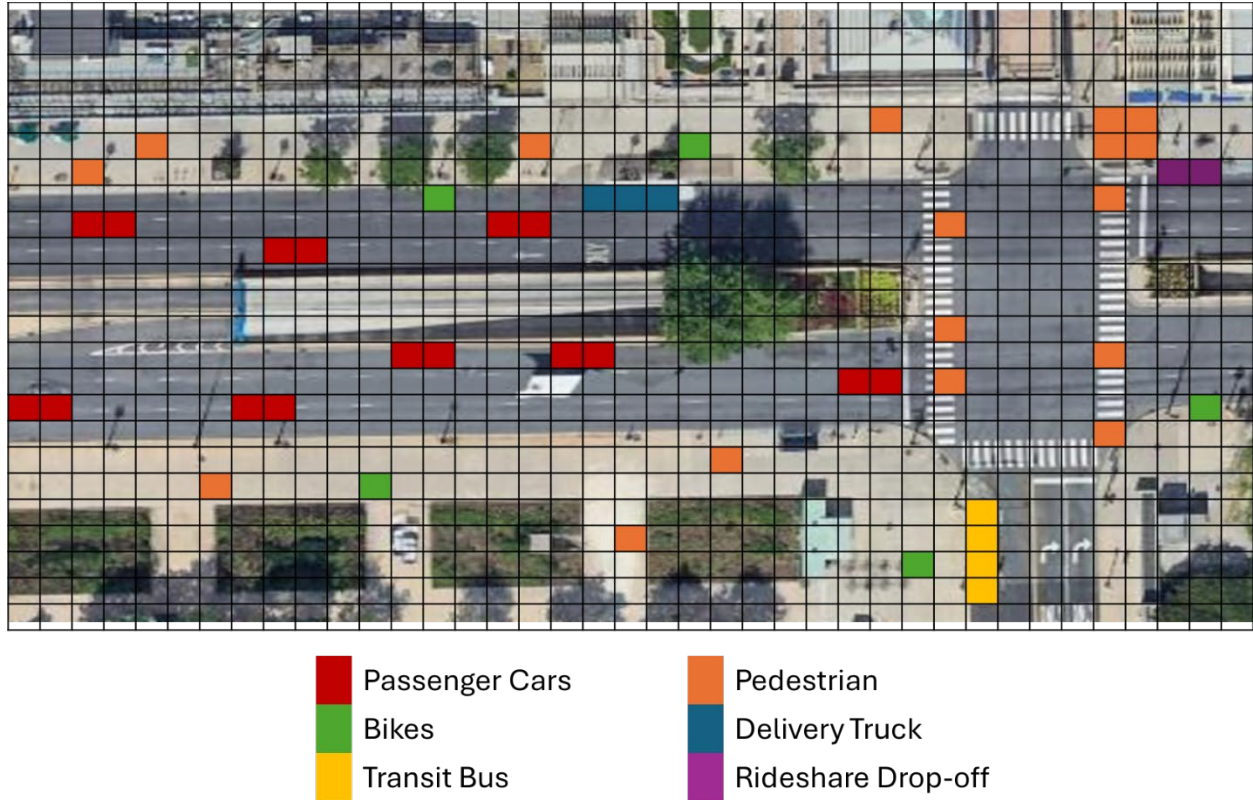 Passenger Cars
Bikes
Transit Bus
Pedestrian
Delivery Truck
Rideshare Drop-off